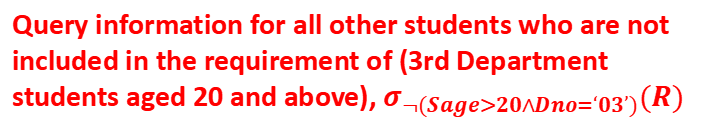 Query information for all other students who are not
included in the requirement of (3rd Department
students aged 20 and above), σ¬(Sage>20∧Dno=‘03’)(R)